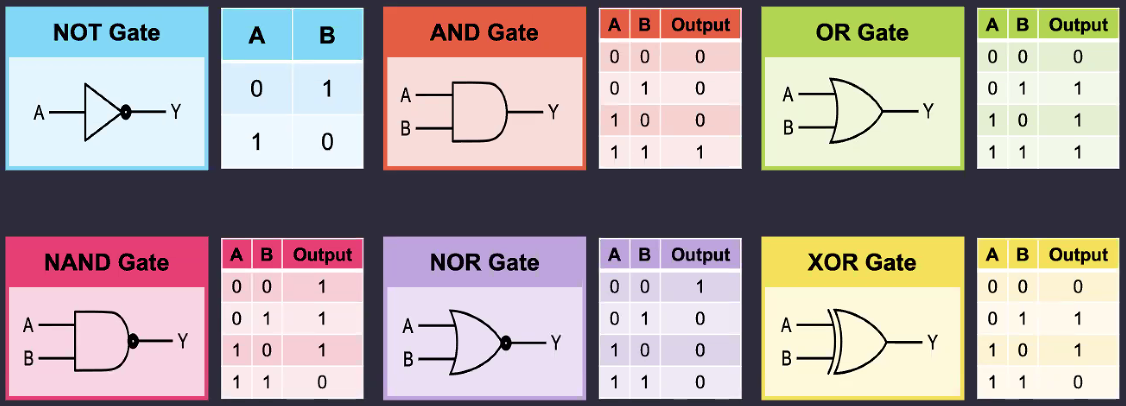 NOT Gate
A
Y
A B
0 1
1 0
AND Gate
A
B
Y
A B Output
0 0 0
0 1 0
1 0 0
1 1 1
OR Gate
A
B
Y
A B Output
0 0 0
0 1 1
1 0 1
1 1 1
NAND Gate
A
B
Y
A B Output
0 0 1
0 1 1
1 0 1
1 1 0
NOR Gate
A
B
Y
A B Output
0 0 1
0 1 0
1 0 0
1 1 0
XOR Gate
A
B
Y
A B Output
0 0 0
0 1 1
1 0 1
1 1 0